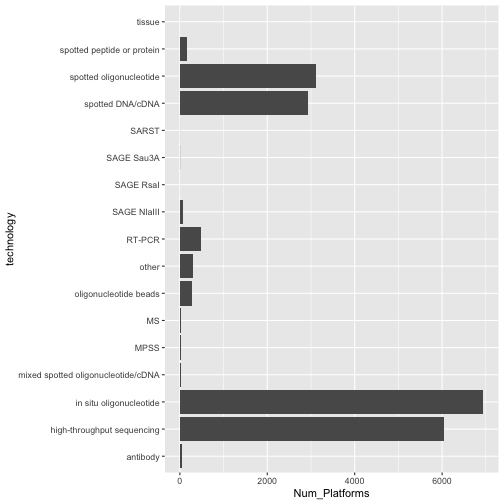 tissue
spotted peptide or protein
spotted oligonucleotide
spotted DNA/cDNA
SARST
SAGE Sau3A
SAGE RsaI
SAGE NlaIII
RT-PCR
other
oligonucleotide beads
MS
MPSS
mixed spotted oligonucleotide/cDNA
in situ oligonucleotide
high-throughput sequencing
antibody
technology
0 2000 4000 6000
Num_Platforms